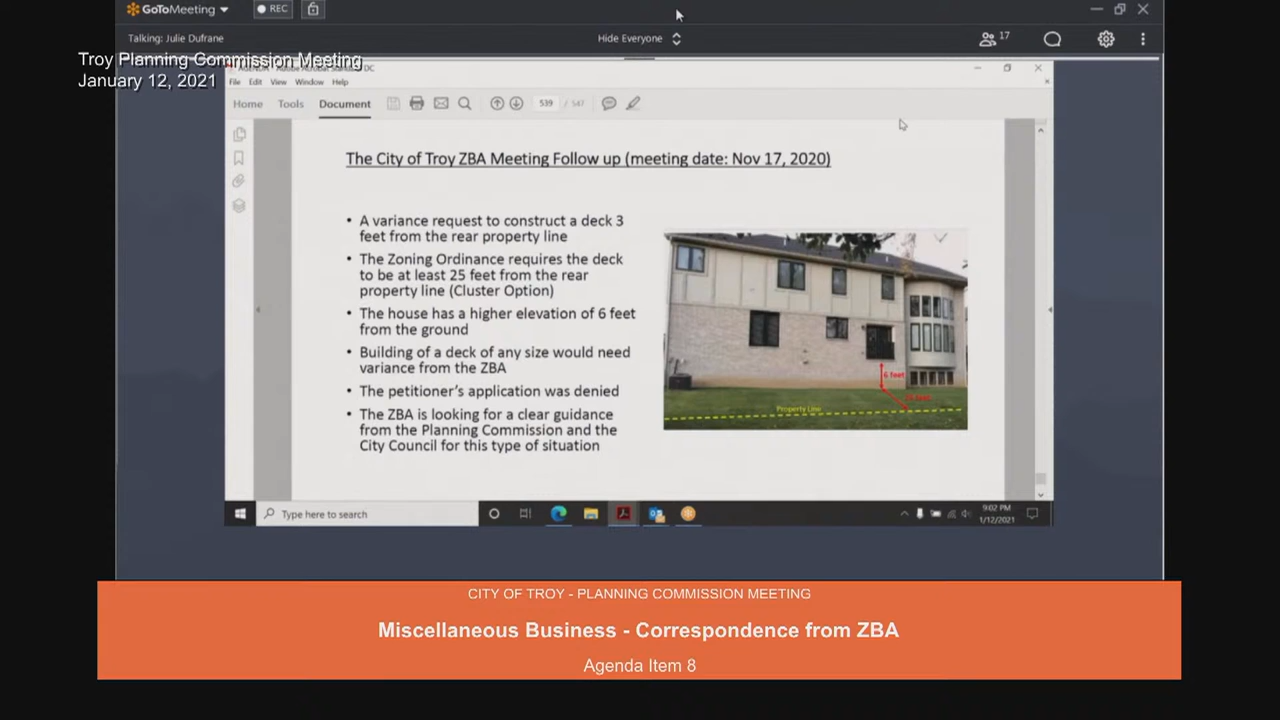 GoToMeeting
REC
Talking: Julie Dufrane
Hide Everyone
17
Troy Planning Commission Meeting
January 12, 2021
File Edit View Window Help
Home Tools Document
539 / 547
The City of Troy ZBA Meeting Follow up (meeting date: Nov 17, 2020)
• A variance request to construct a deck 3
feet from the rear property line
• The Zoning Ordinance requires the deck
to be at least 25 feet from the rear
property line (Cluster Option)
• The house has a higher elevation of 6 feet
from the ground
• Building of a deck of any size would need
variance from the ZBA
• The petitioner's application was denied
• The ZBA is looking for a clear guidance
from the Planning Commission and the
City Council for this type of situation
6 feet
Property Line
Type here to search
9:02 PM
1/12/2021
CITY OF TROY - PLANNING COMMISSION MEETING
Miscellaneous Business - Correspondence from ZBA
Agenda Item 8